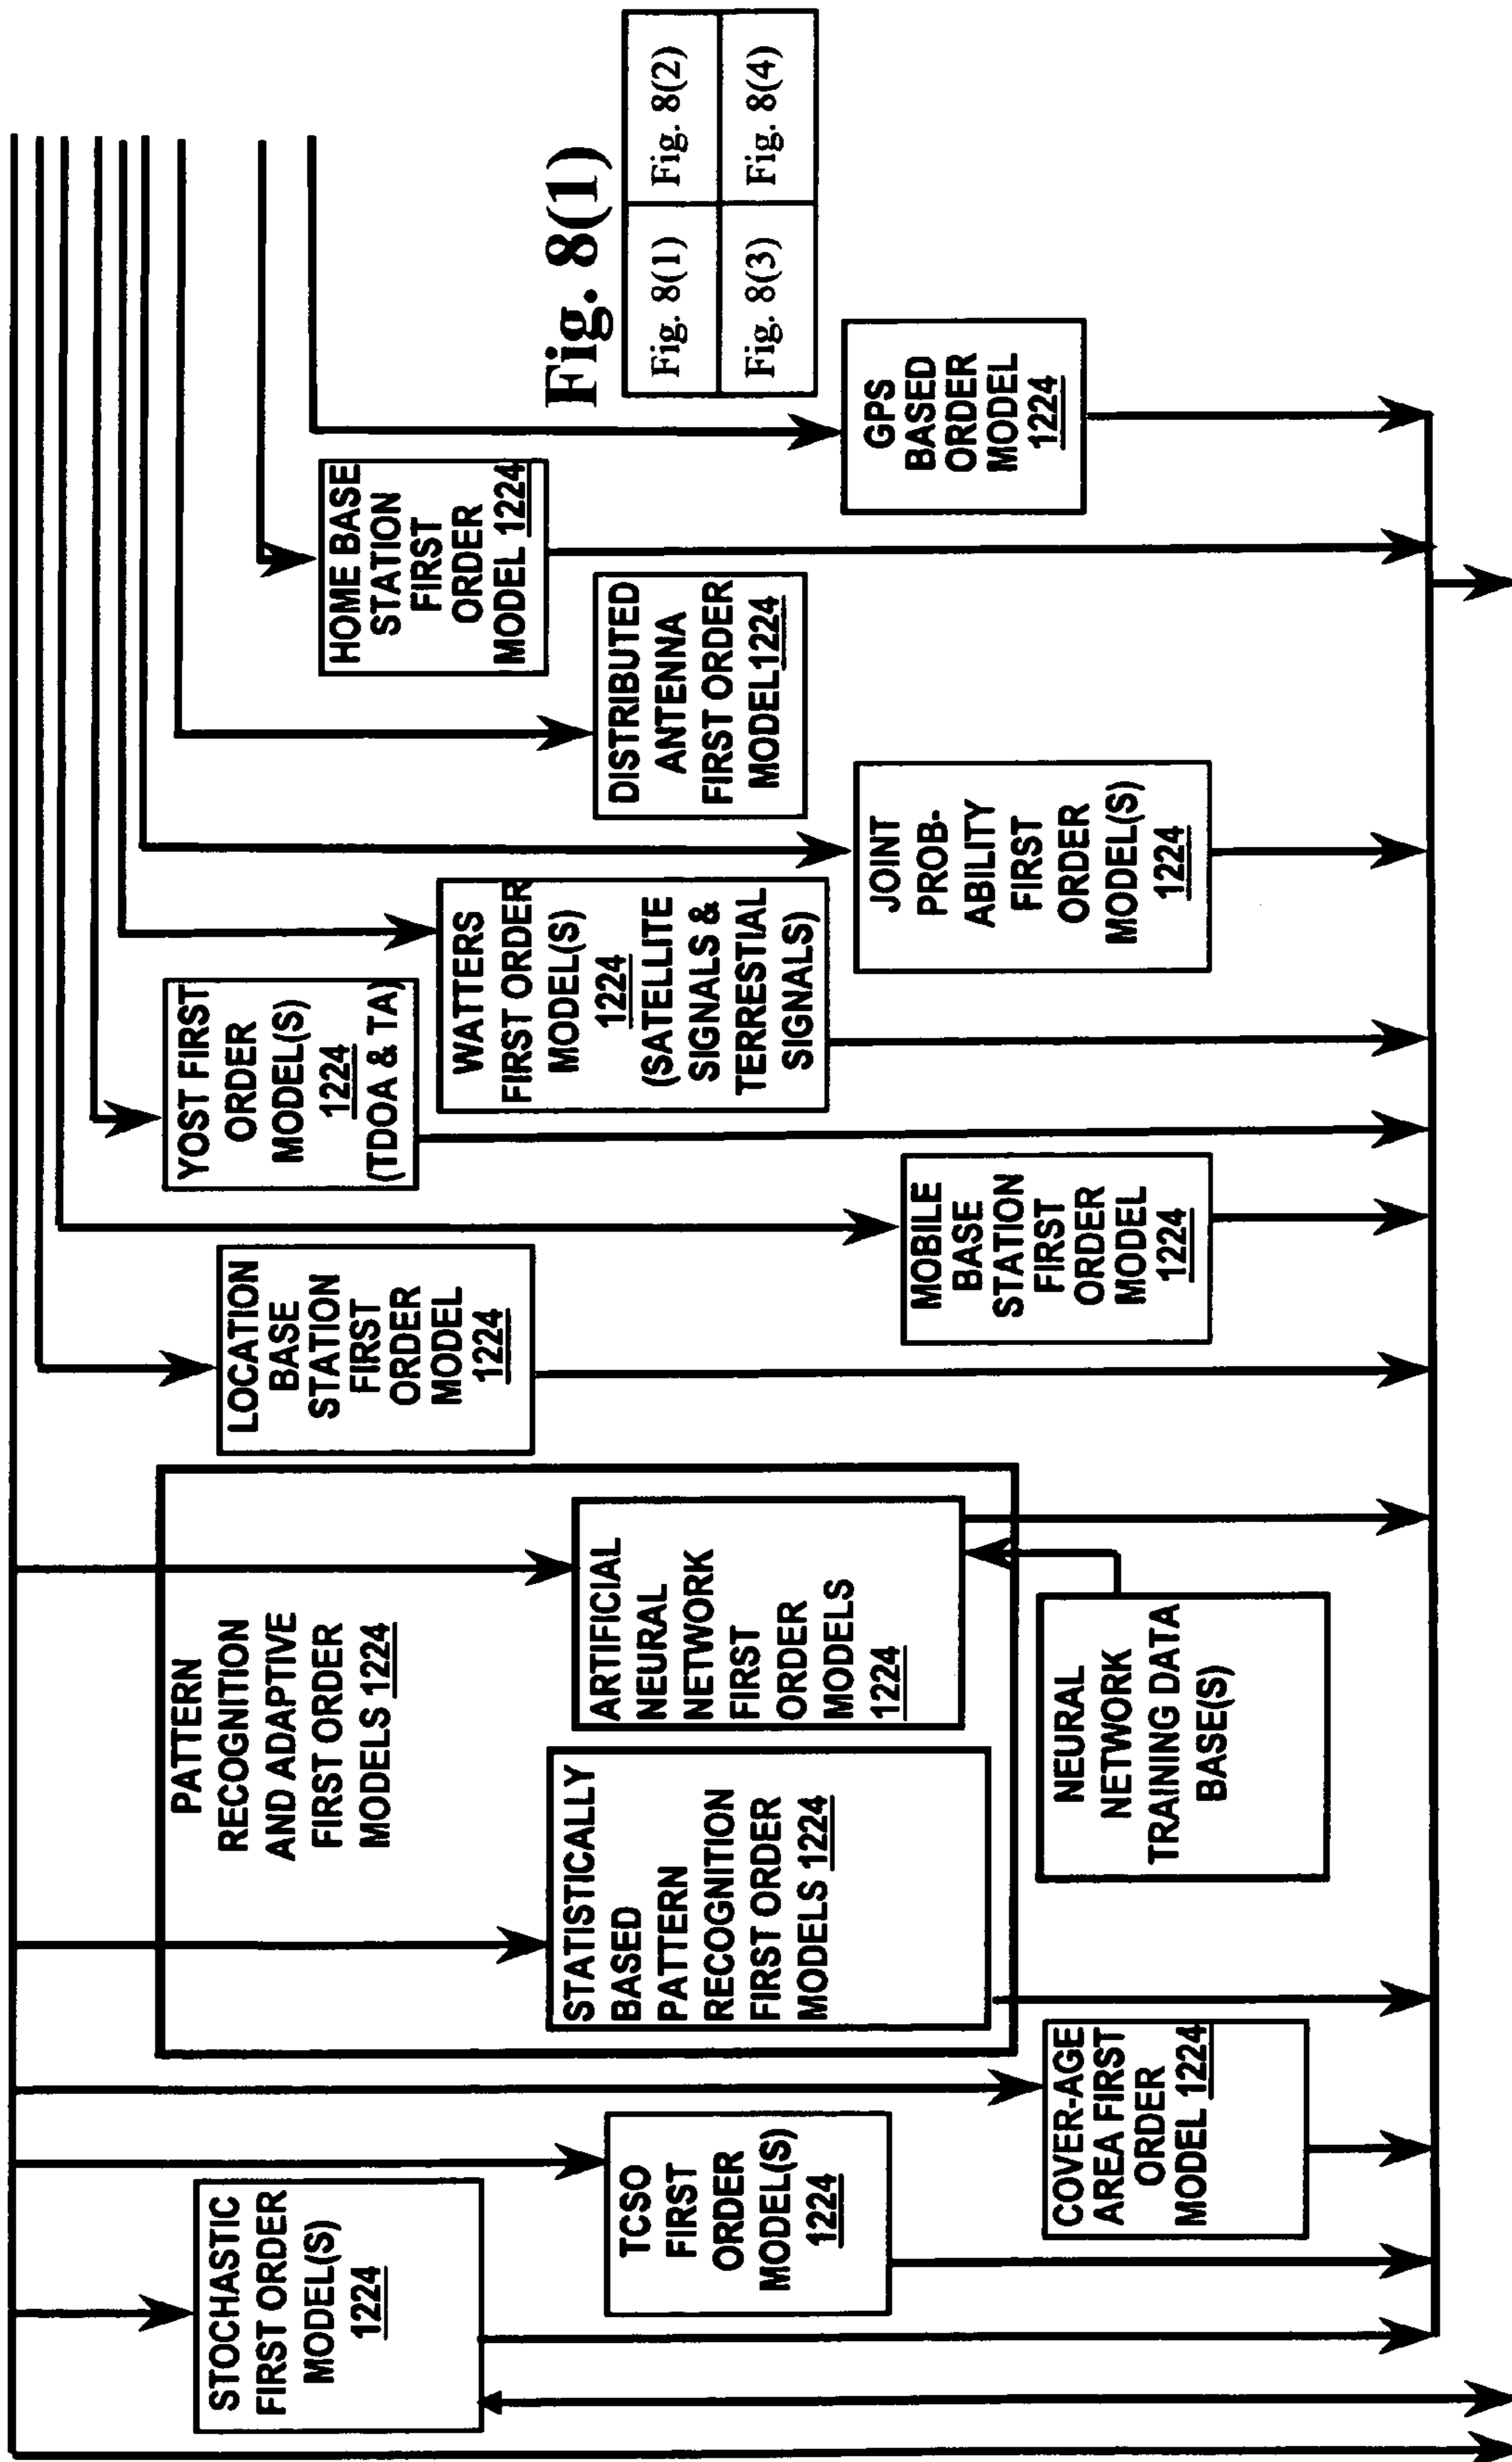 STOCHASTIC
FIRST ORDER
MODEL(S)
1224
TCSO
FIRST
ORDER
MODEL(S)
1224
COVER-AGE
AREA FIRST
ORDER
MODEL 1224
PATTERN
RECOGNITION
AND ADAPTIVE
FIRST ORDER
MODELS 1224
STATISTICALLY
BASED
PATTERN
RECOGNITION
FIRST ORDER
MODELS 1224
ARTIFICIAL
NEURAL
NETWORK
FIRST
ORDER
MODELS
1224
NEURAL
NETWORK
TRAINING DATA
BASE(S)
LOCATION
BASE
STATION
FIRST
ORDER
MODEL
1224
MOBILE
BASE
STATION
FIRST
ORDER
MODEL
1224
YOST FIRST
ORDER
MODEL(S)
1224
(TDOA & TA)
WATTERS
FIRST ORDER
MODEL(S)
1224
(SATELLITE
SIGNALS &
TERRESTIAL
SIGNALS)
JOINT
PROB-
ABILITY
FIRST
ORDER
MODEL(S)
1224
DISTRIBUTED
ANTENNA
FIRST ORDER
MODEL1224
HOME BASE
STATION
FIRST
ORDER
MODEL 1224
GPS
BASED
ORDER
MODEL
1224
Fig. 8(1)
Fig. 8(1) Fig. 8(2)
Fig. 8(3) Fig. 8(4)